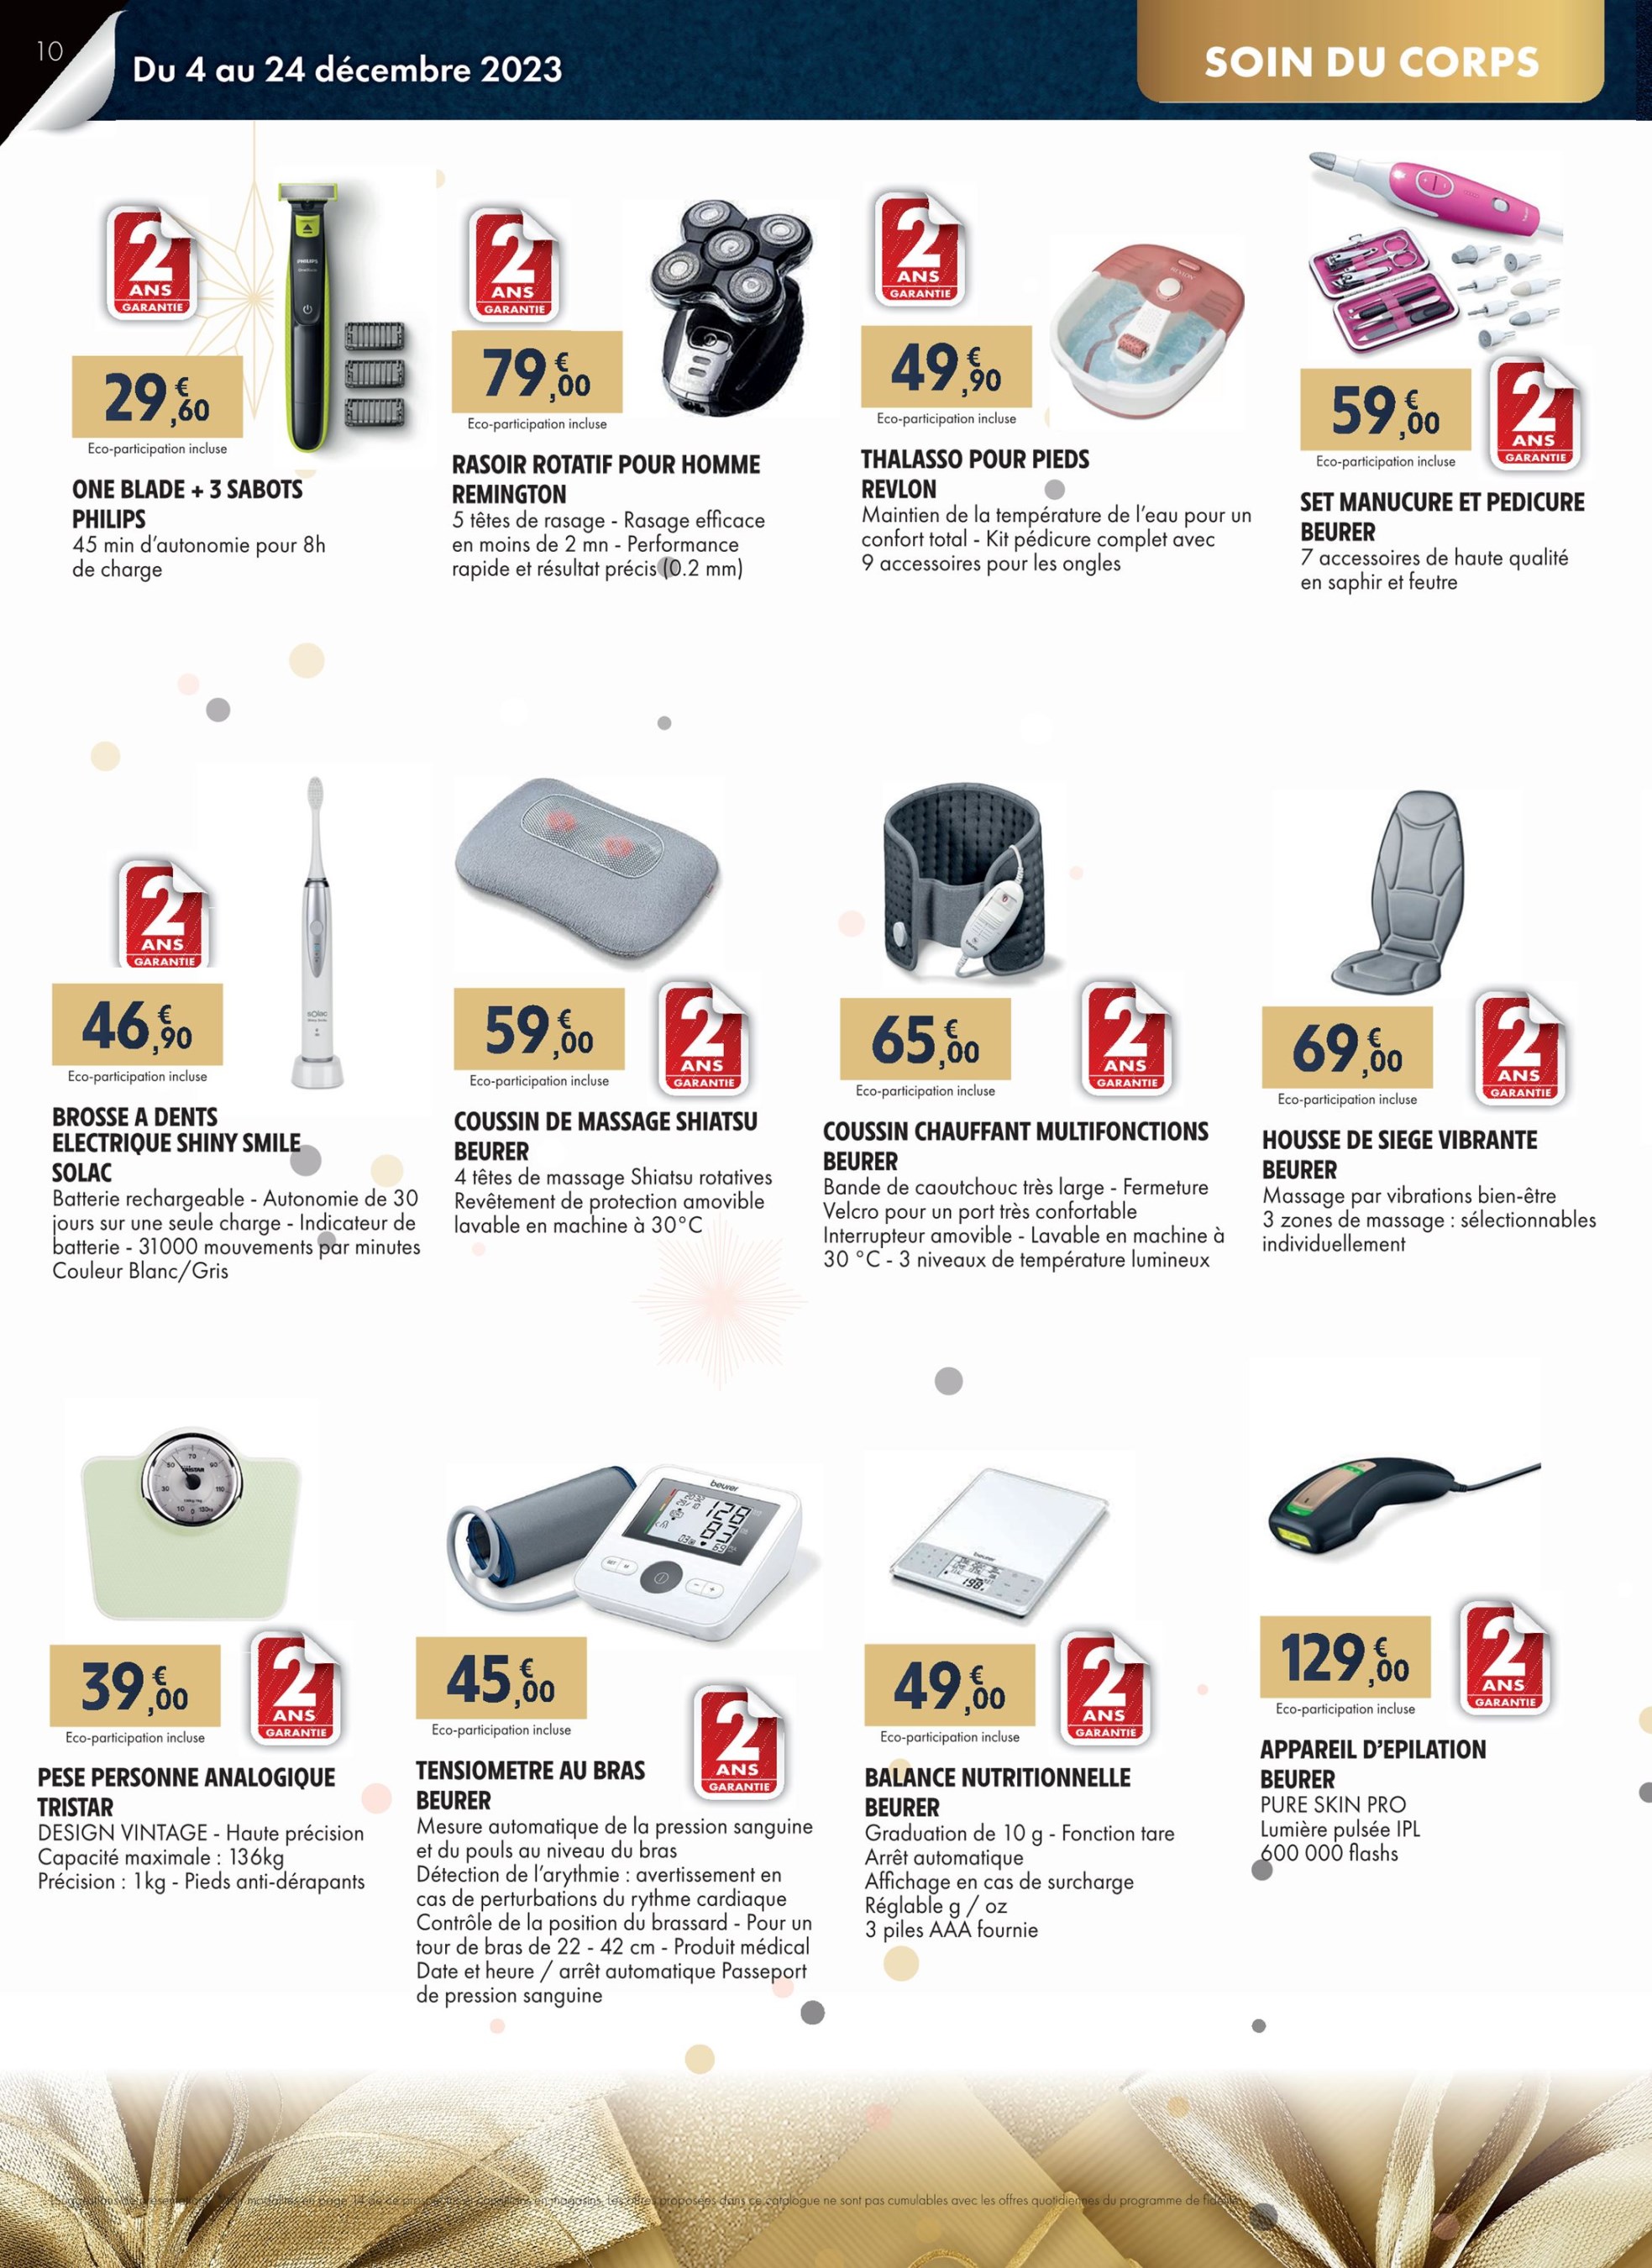 10
Du 4 au 24 décembre 2023
SOIN DU CORPS
2
ANS
GARANTIE
29,€60
Eco-participation incluse
ONE BLADE + 3 SABOTS
PHILIPS
45 min d'autonomie pour 8h
de charge
2
ANS
GARANTIE
79,€00
Eco-participation incluse
RASOIR ROTATIF POUR HOMME
REMINGTON
5 têtes de rasage - Rasage efficace
en moins de 2 mn - Performance
rapide et résultat précis (0.2 mm)
2
ANS
GARANTIE
REVLON
49,€90
Eco-participation incluse
THALASSO POUR PIEDS
REVLON
Maintien de la température de l'eau pour un
confort total - Kit pédicure complet avec
9 accessoires pour les ongles
59,€00
Eco-participation incluse
2
ANS
GARANTIE
SET MANUCURE ET PEDICURE
BEURER
7 accessoires de haute qualité
en saphir et feutre
2
ANS
GARANTIE
solac
46,€90
Eco-participation incluse
BROSSE A DENTS
ELECTRIQUE SHINY SMILE
SOLAC
Batterie rechargeable - Autonomie de 30
jours sur une seule charge - Indicateur de
batterie - 31000 mouvements par minutes
Couleur Blanc/Gris
59,€00
Eco-participation incluse
2
ANS
GARANTIE
COUSSIN DE MASSAGE SHIATSU
BEURER
4 têtes de massage Shiatsu rotatives
Revêtement de protection amovible
lavable en machine à 30°C
65,€00
Eco-participation incluse
2
ANS
GARANTIE
COUSSIN CHAUFFANT MULTIFONCTIONS
BEURER
Bande de caoutchouc très large - Fermeture
Velcro pour un port très confortable
Interrupteur amovible - Lavable en machine à
30 °C - 3 niveaux de température lumineux
69,€00
Eco-participation incluse
2
ANS
GARANTIE
HOUSSE DE SIEGE VIBRANTE
BEURER
Massage par vibrations bien-être
3 zones de massage : sélectionnables
individuellement
39,€00
Eco-participation incluse
2
ANS
GARANTIE
PESE PERSONNE ANALOGIQUE
TRISTAR
DESIGN VINTAGE - Haute précision
Capacité maximale : 136kg
Précision : 1kg - Pieds anti-dérapants
beurer
128
83
69
45,€00
Eco-participation incluse
2
ANS
GARANTIE
TENSIOMETRE AU BRAS
BEURER
Mesure automatique de la pression sanguine
et du pouls au niveau du bras
Détection de l'arythmie : avertissement en
cas de perturbations du rythme cardiaque
Contrôle de la position du brassard - Pour un
tour de bras de 22 - 42 cm - Produit médical
Date et heure / arrêt automatique Passeport
de pression sanguine
beurer
198
49,€00
Eco-participation incluse
2
ANS
GARANTIE
BALANCE NUTRITIONNELLE
BEURER
Graduation de 10 g - Fonction tare
Arrêt automatique
Affichage en cas de surcharge
Réglable g / oz
3 piles AAA fournie
129,€00
Eco-participation incluse
2
ANS
GARANTIE
APPAREIL D'EPILATION
BEURER
PURE SKIN PRO
Lumière pulsée IPL
600 000 flashs
modalités en page 14 de ce en magasins. Les offres proposées dans ce catalogue ne sont pas cumulables avec les offres quotidiennes du programme de fidélité